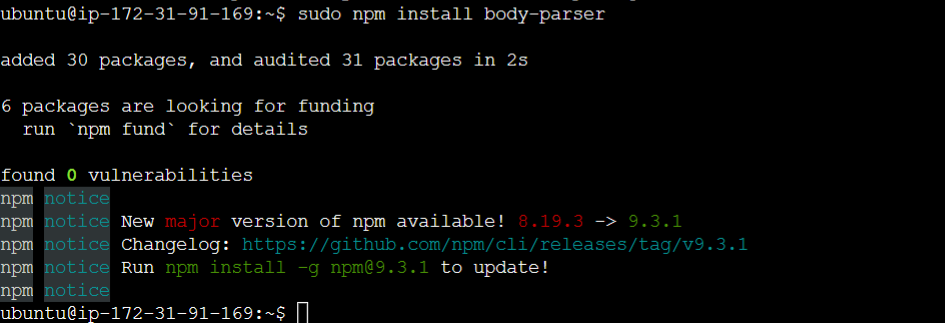 ubuntu@ip-172-31-91-169:~$ sudo npm install body-parser
added 30 packages, and audited 31 packages in 2s
6 packages are looking for funding
  run `npm fund` for details
found 0 vulnerabilities
npm notice
npm notice New major version of npm available! 8.19.3 -> 9.3.1
npm notice Changelog: https://github.com/npm/cli/releases/tag/v9.3.1
npm notice Run npm install -g npm@9.3.1 to update!
npm notice
ubuntu@ip-172-31-91-169:~$